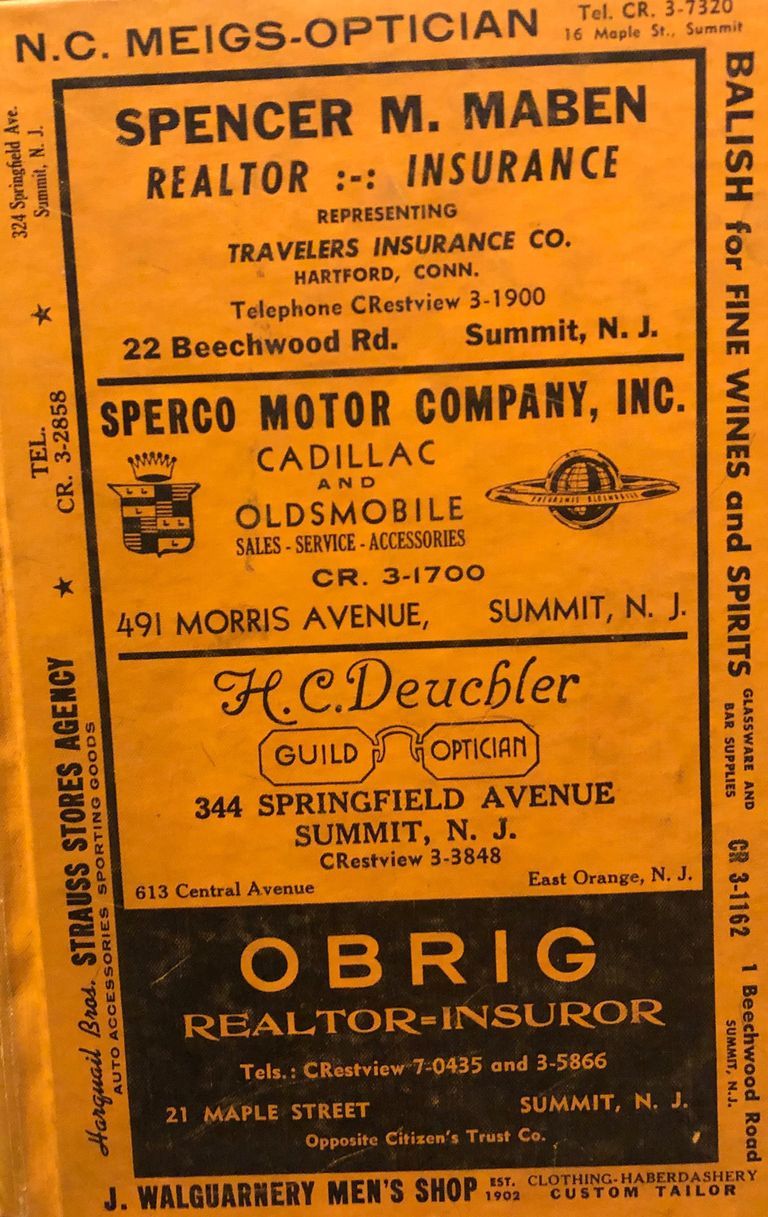 N.C. MEIGS-OPTICIAN
Tel. CR. 3-7320
16 Maple St., Summit
SPENCER M. MABEN
REALTOR :-: INSURANCE
REPRESENTING
TRAVELERS INSURANCE CO.
HARTFORD, CONN.
Telephone CRestview 3-1900
22 Beechwood Rd. Summit, N. J.
SPERCO MOTOR COMPANY, INC.
CADILLAC
AND
OLDSMOBILE
SALES - SERVICE - ACCESSORIES
CR. 3-1700
491 MORRIS AVENUE, SUMMIT, N. J.
H.C. Deuchler
GUILD OPTICIAN
344 SPRINGFIELD AVENUE
SUMMIT, N. J.
CRestview 3-3848
613 Central Avenue East Orange, N. J.
OBRIG
REALTOR=INSUROR
Tels.: CRestview 7-0435 and 3-5866
21 MAPLE STREET SUMMIT, N. J.
Opposite Citizen's Trust Co.
Harquail Bros. STRAUSS STORES AGENCY
AUTO ACCESSORIES SPORTING GOODS
★ TEL.
CR. 3-2858 ★
324 Springfield Ave.
Summit, N. J.
BALISH for FINE WINES and SPIRITS
GLASSWARE AND
BAR SUPPLIES
CR 3-1162
1 Beechwood Road
SUMMIT, N.J.
J. WALGUARNERY MEN'S SHOP
EST.
1902
CLOTHING-HABERDASHERY
CUSTOM TAILOR